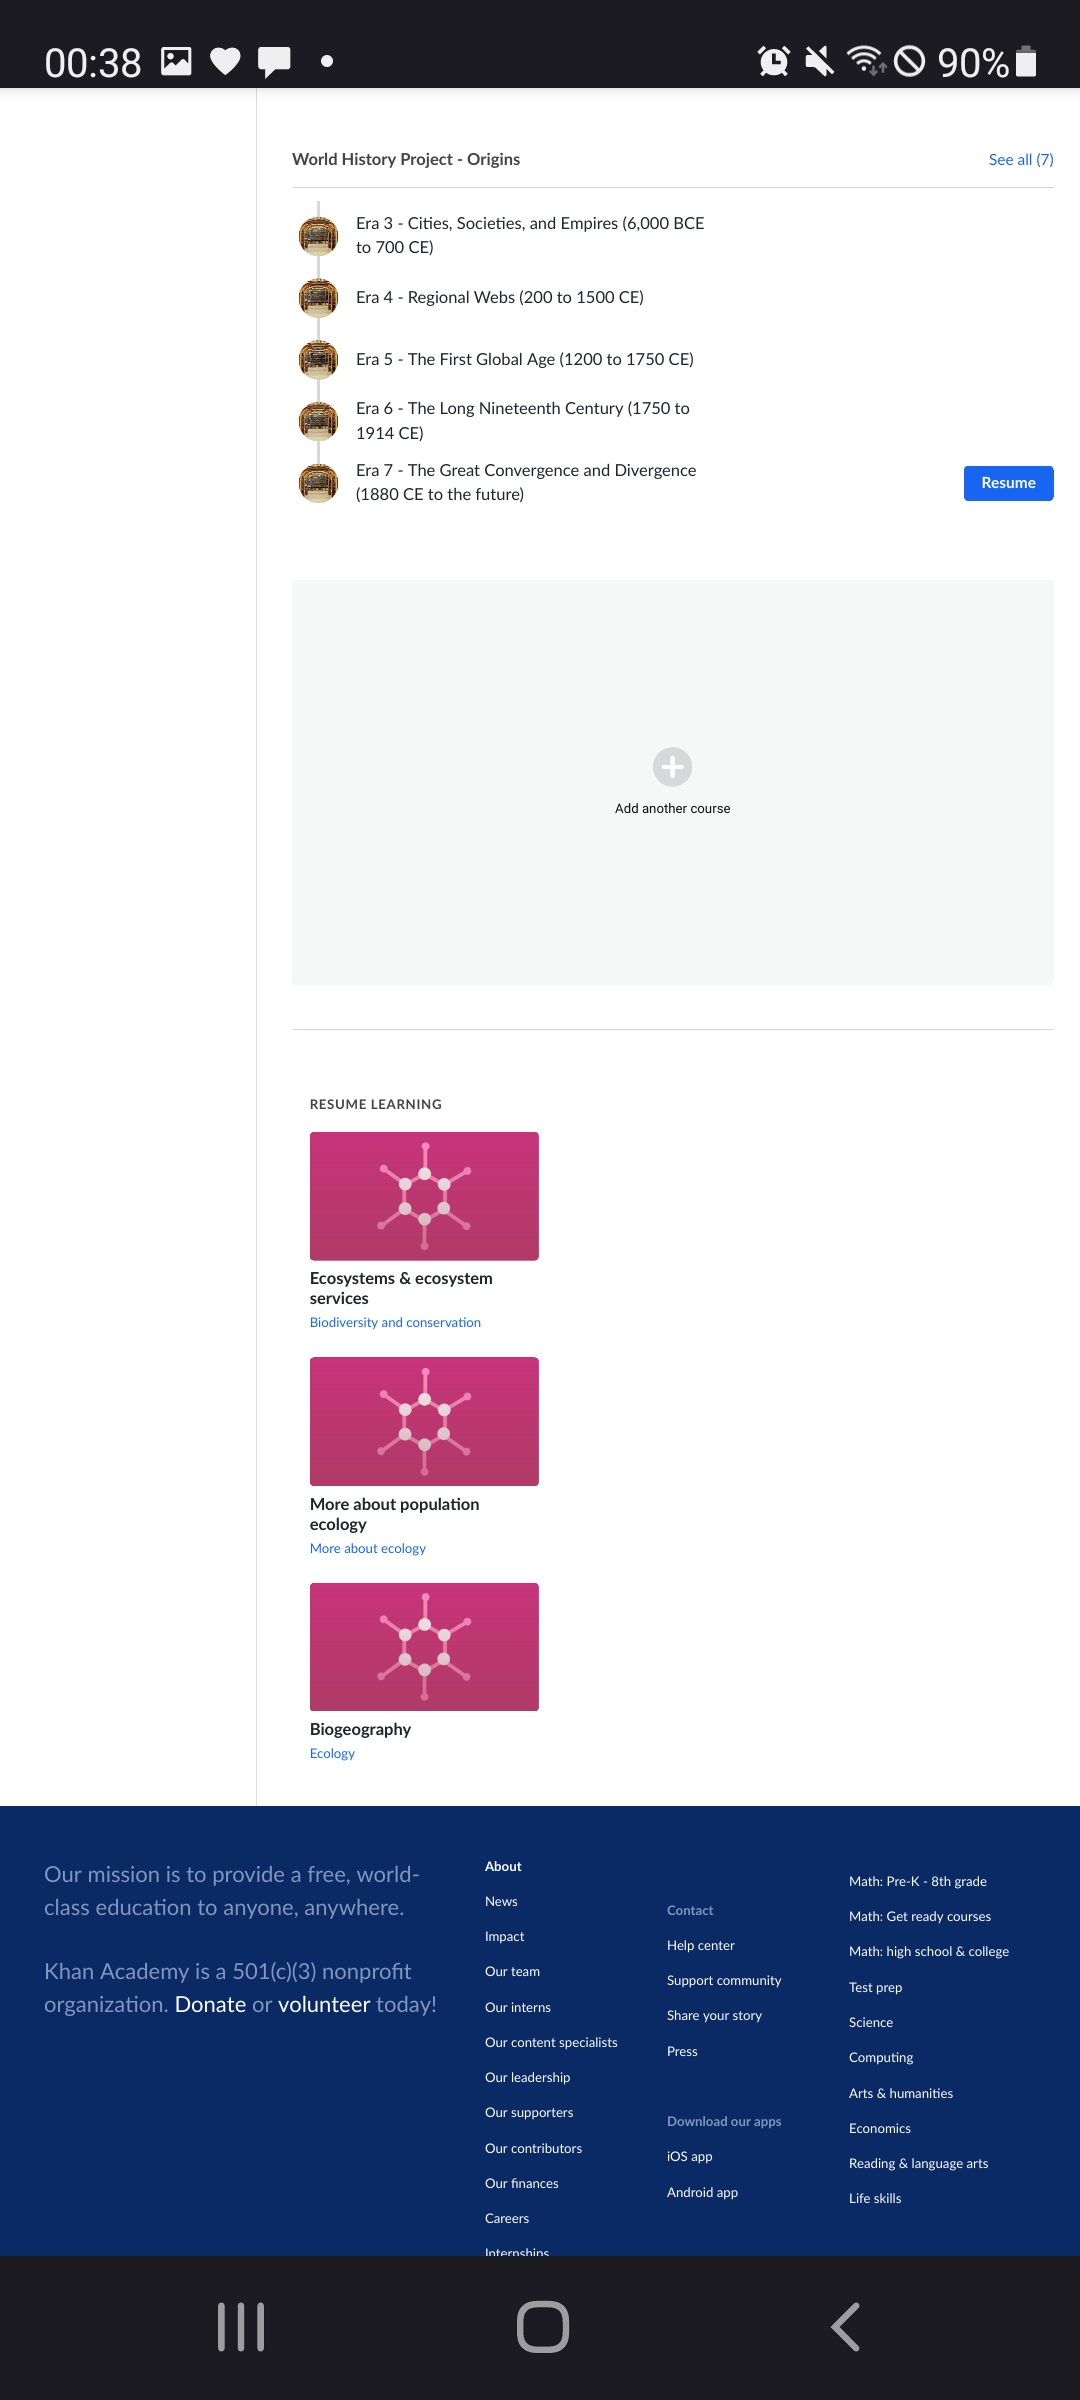 00:38
90%
World History Project - Origins
See all (7)
Era 3 - Cities, Societies, and Empires (6,000 BCE
to 700 CE)
Era 4 - Regional Webs (200 to 1500 CE)
Era 5 - The First Global Age (1200 to 1750 CE)
Era 6 - The Long Nineteenth Century (1750 to
1914 CE)
Era 7 - The Great Convergence and Divergence
(1880 CE to the future)
Resume
Add another course
RESUME LEARNING
Ecosystems & ecosystem
services
Biodiversity and conservation
More about population
ecology
More about ecology
Biogeography
Ecology
Our mission is to provide a free, world-
class education to anyone, anywhere.
Khan Academy is a 501(c)(3) nonprofit
organization. Donate or volunteer today!
About
News
Impact
Our team
Our interns
Our content specialists
Our leadership
Our supporters
Our contributors
Our finances
Careers
Internships
Contact
Help center
Support community
Share your story
Press
Download our apps
iOS app
Android app
Math: Pre-K - 8th grade
Math: Get ready courses
Math: high school & college
Test prep
Science
Computing
Arts & humanities
Economics
Reading & language arts
Life skills